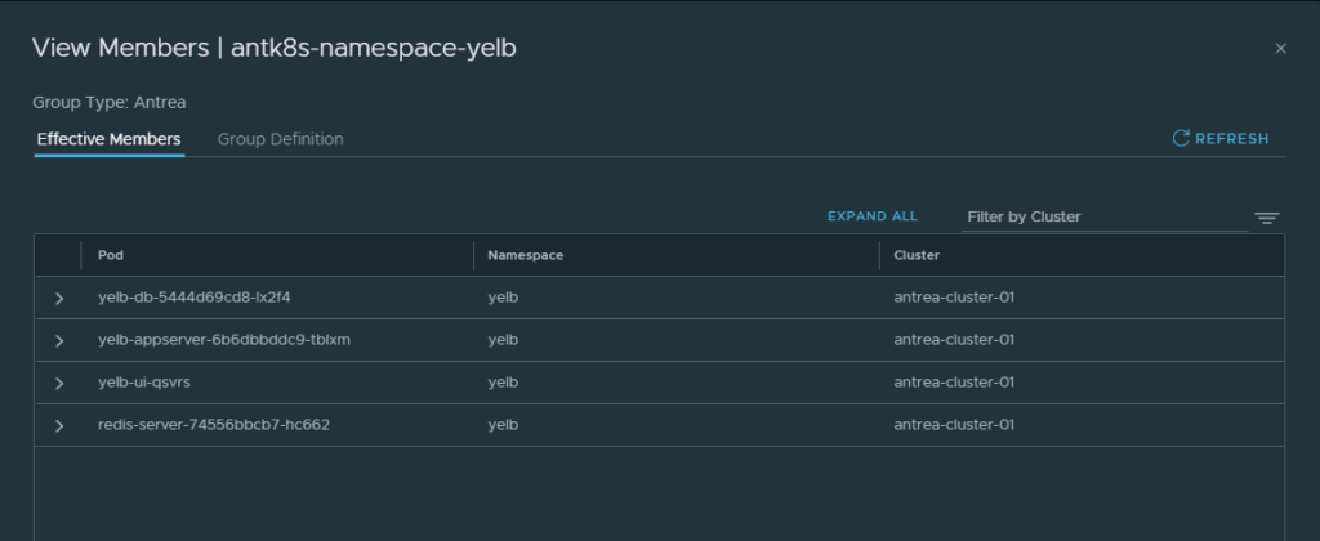 View Members | antk8s-namespace-yelb
Group Type: Antrea
Effective Members Group Definition REFRESH
EXPAND ALL Filter by Cluster
Pod Namespace Cluster
yelb-db-5444d69cd8-lx2f4 yelb antrea-cluster-01
yelb-appserver-6b6dbbddc9-tblxm yelb antrea-cluster-01
yelb-ui-qsvrs yelb antrea-cluster-01
redis-server-74556bbcb7-hc662 yelb antrea-cluster-01